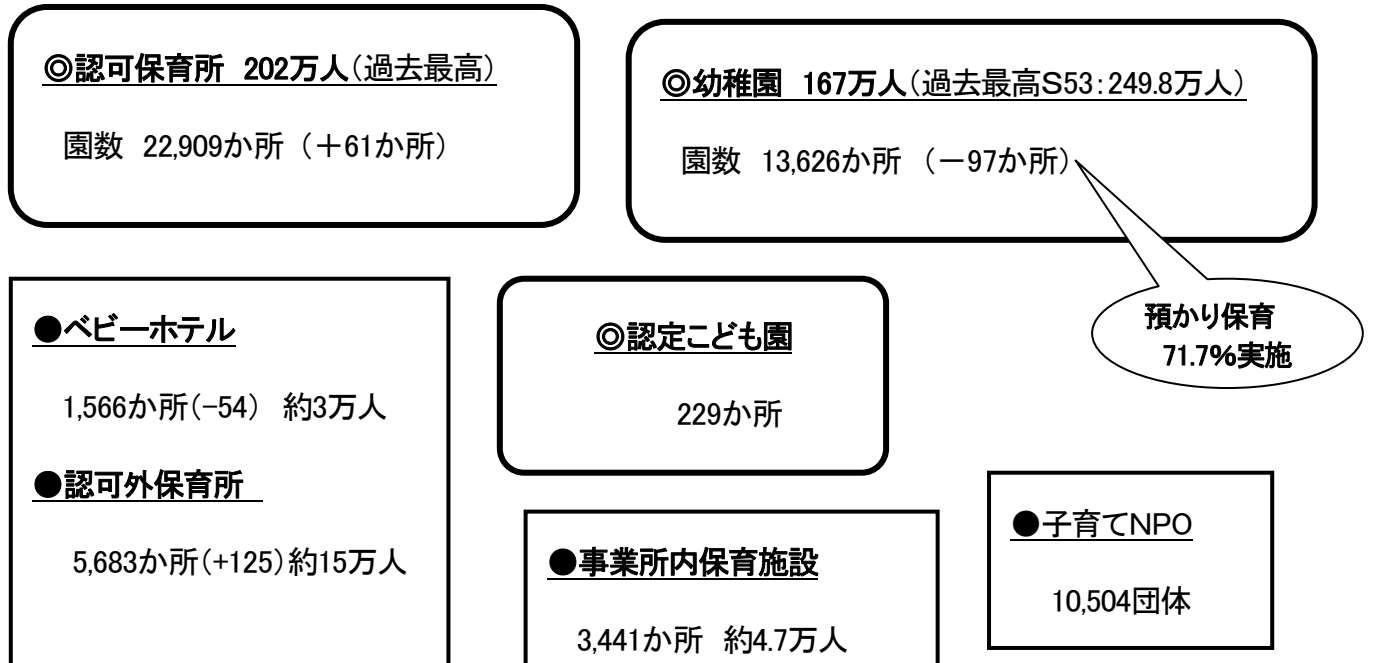 ◎認可保育所 202万人(過去最高)
園数 22,909か所 (+61か所)
◎幼稚園 167万人(過去最高S53:249.8万人)
園数 13,626か所 (-97か所)
預かり保育
71.7%実施
●ベビーホテル
1,566か所(-54) 約3万人
●認可外保育所
5,683か所(+125)約15万人
◎認定こども園
229か所
●事業所内保育施設
3,441か所 約4.7万人
●子育てNPO
10,504団体